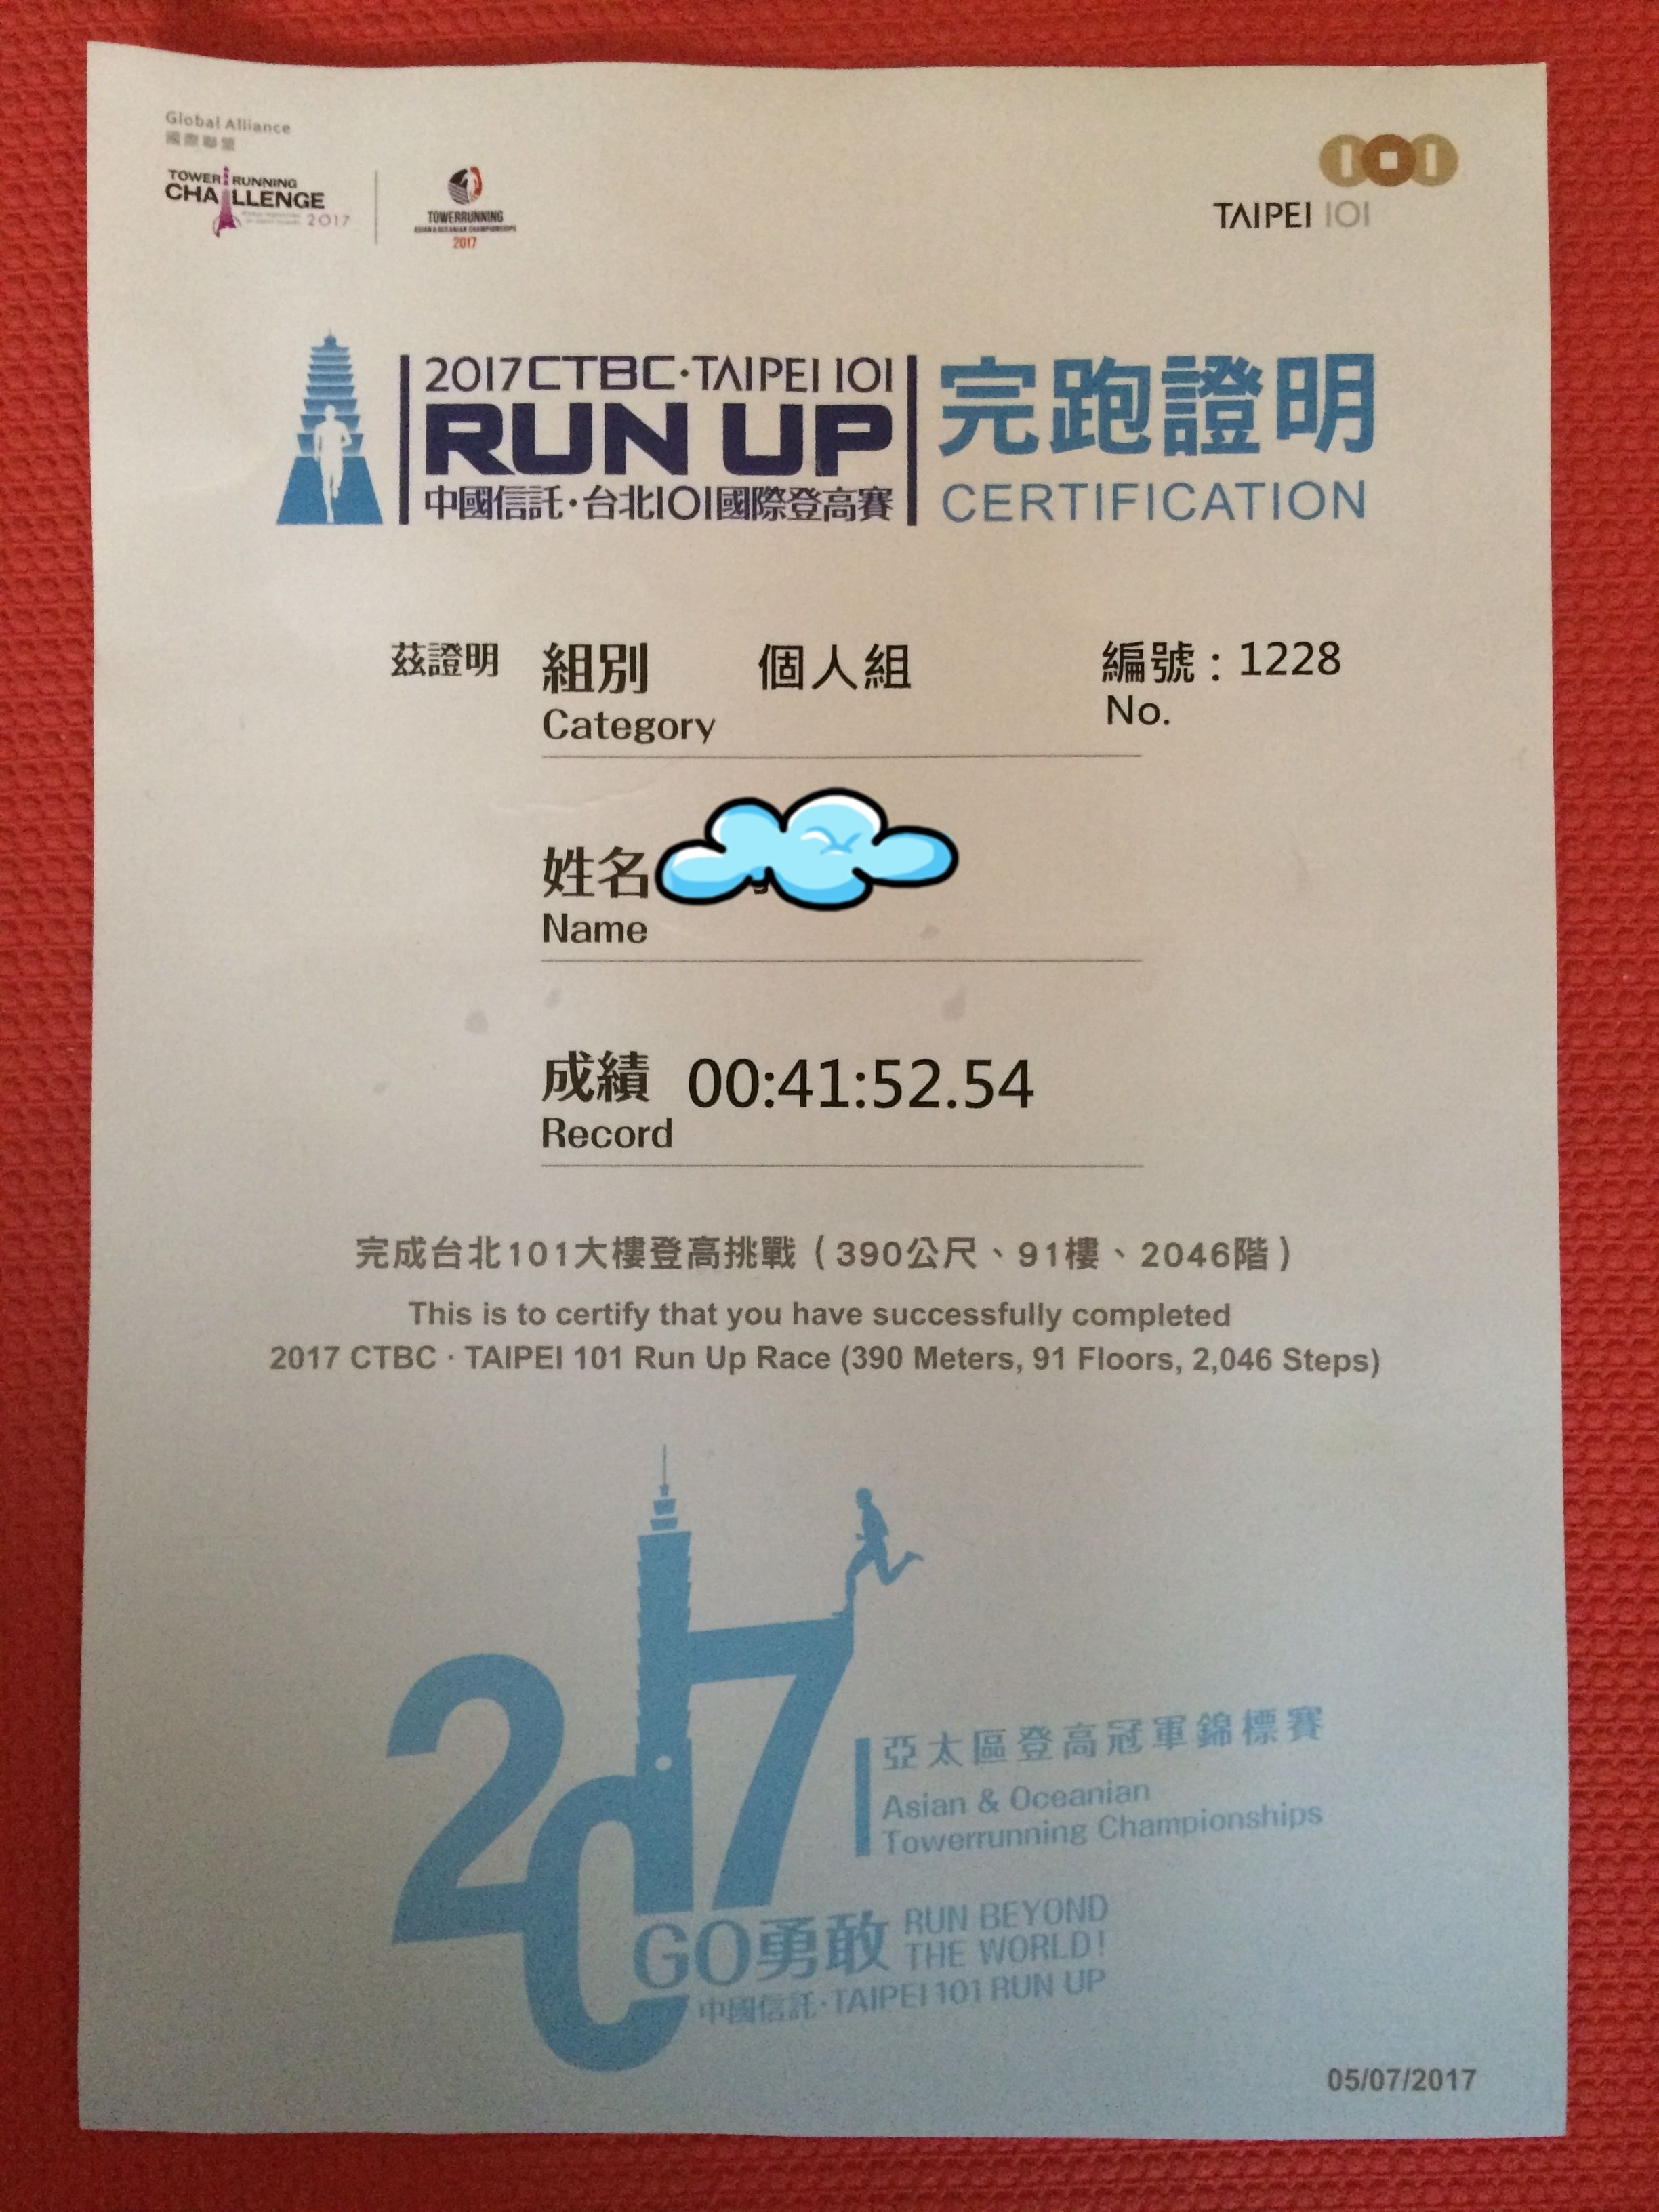 Global Alliance
國際聯盟
TOWER RUNNING
CHALLENGE
2017
TOWERRUNNING
ASIAN & OCEANIAN CHAMPIONSHIPS
2017
TAIPEI 101
2017 CTBC·TAIPEI 101
RUN UP
中國信託·台北101國際登高賽
完跑證明
CERTIFICATION
茲證明 組別 個人組 編號：1228
Category No.
姓名
Name
成績 00:41:52.54
Record
完成台北101大樓登高挑戰（390公尺、91樓、2046階）
This is to certify that you have successfully completed
2017 CTBC · TAIPEI 101 Run Up Race (390 Meters, 91 Floors, 2,046 Steps)
2017
亞太區登高冠軍錦標賽
Asian & Oceanian
Towerrunning Championships
GO勇敢 RUN BEYOND
THE WORLD!
中國信託·TAIPEI 101 RUN UP
05/07/2017